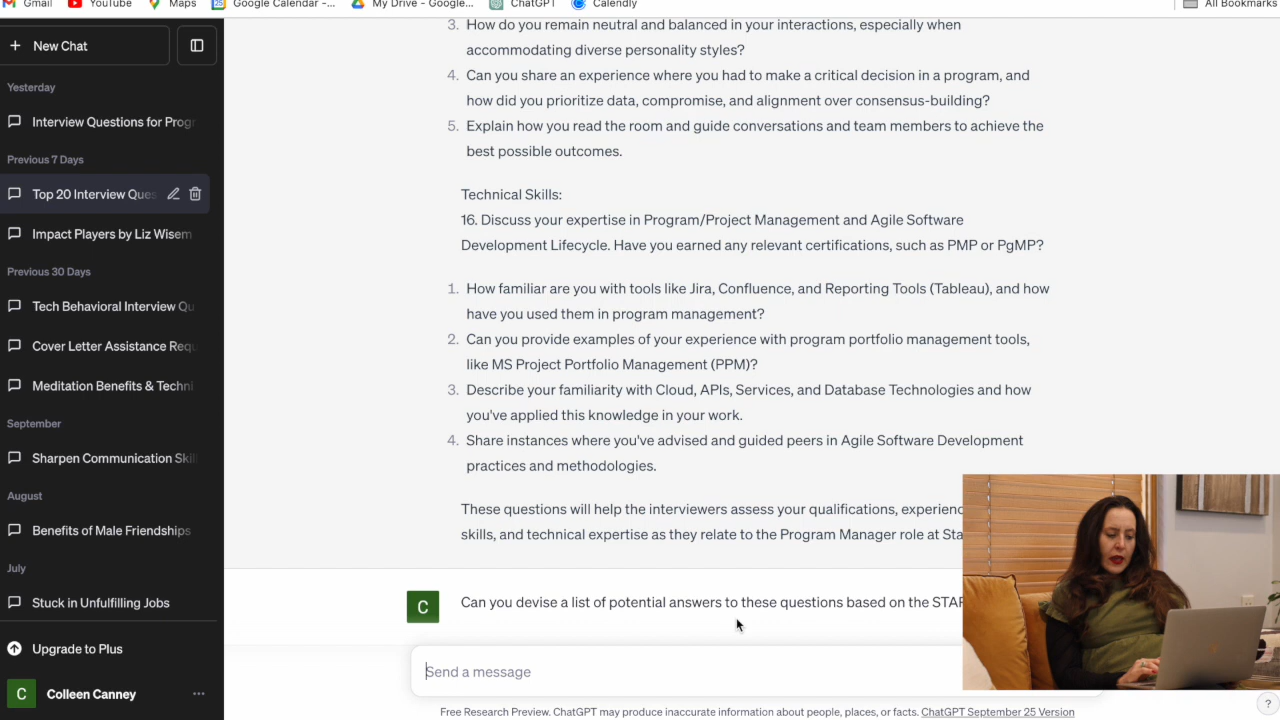 Gmail YouTube Maps Google Calendar -... My Drive - Google... ChatGPT Calendly All Bookmarks
+ New Chat
Yesterday
Interview Questions for Progr
Previous 7 Days
Top 20 Interview Ques
Impact Players by Liz Wisem
Previous 30 Days
Tech Behavioral Interview Qu
Cover Letter Assistance Requ
Meditation Benefits & Techni
September
Sharpen Communication Skil
August
Benefits of Male Friendships
July
Stuck in Unfulfilling Jobs
Upgrade to Plus
C Colleen Canney ...
3. How do you remain neutral and balanced in your interactions, especially when
accommodating diverse personality styles?
4. Can you share an experience where you had to make a critical decision in a program, and
how did you prioritize data, compromise, and alignment over consensus-building?
5. Explain how you read the room and guide conversations and team members to achieve the
best possible outcomes.
Technical Skills:
16. Discuss your expertise in Program/Project Management and Agile Software
Development Lifecycle. Have you earned any relevant certifications, such as PMP or PgMP?
1. How familiar are you with tools like Jira, Confluence, and Reporting Tools (Tableau), and how
have you used them in program management?
2. Can you provide examples of your experience with program portfolio management tools,
like MS Project Portfolio Management (PPM)?
3. Describe your familiarity with Cloud, APIs, Services, and Database Technologies and how
you've applied this knowledge in your work.
4. Share instances where you've advised and guided peers in Agile Software Development
practices and methodologies.
These questions will help the interviewers assess your qualifications, experienc
skills, and technical expertise as they relate to the Program Manager role at Sta
C Can you devise a list of potential answers to these questions based on the STAR
Send a message
Free Research Preview. ChatGPT may produce inaccurate information about people, places, or facts. ChatGPT September 25 Version
?